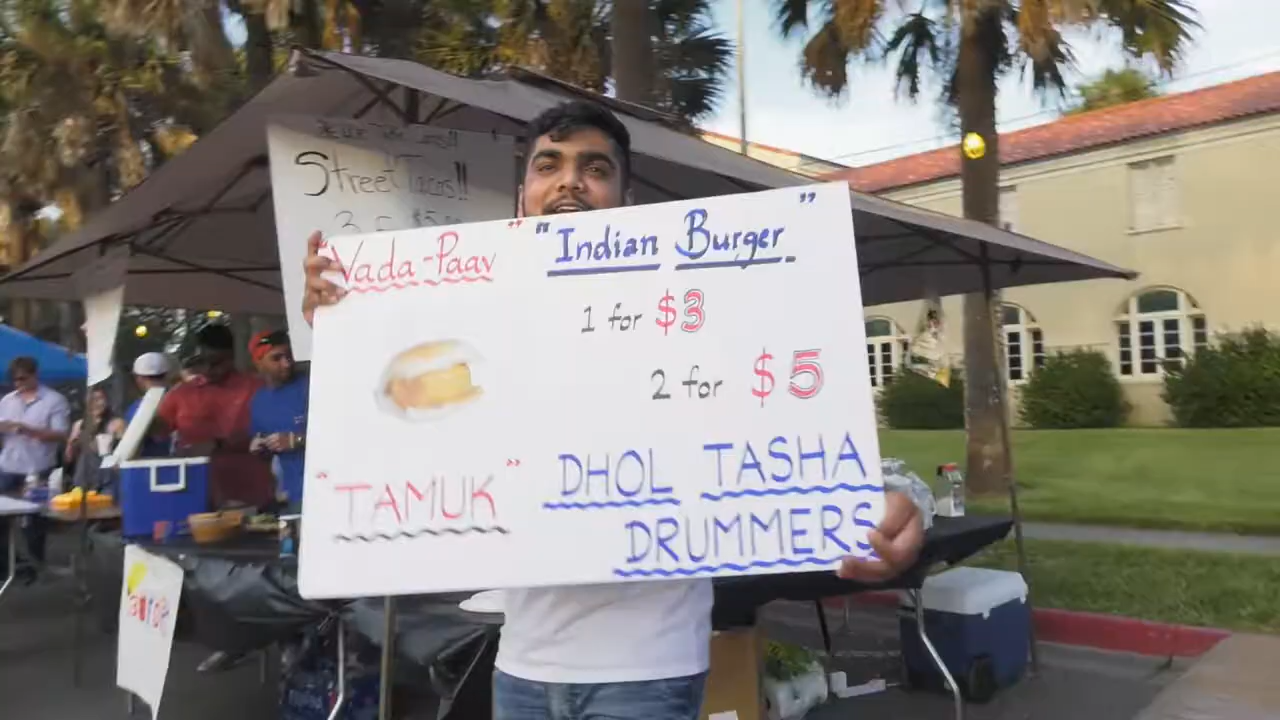 Street Tacos!!
"Vada-Paav" "Indian Burger"
1 for $3
2 for $5
"TAMUK" DHOL TASHA
DRUMMERS